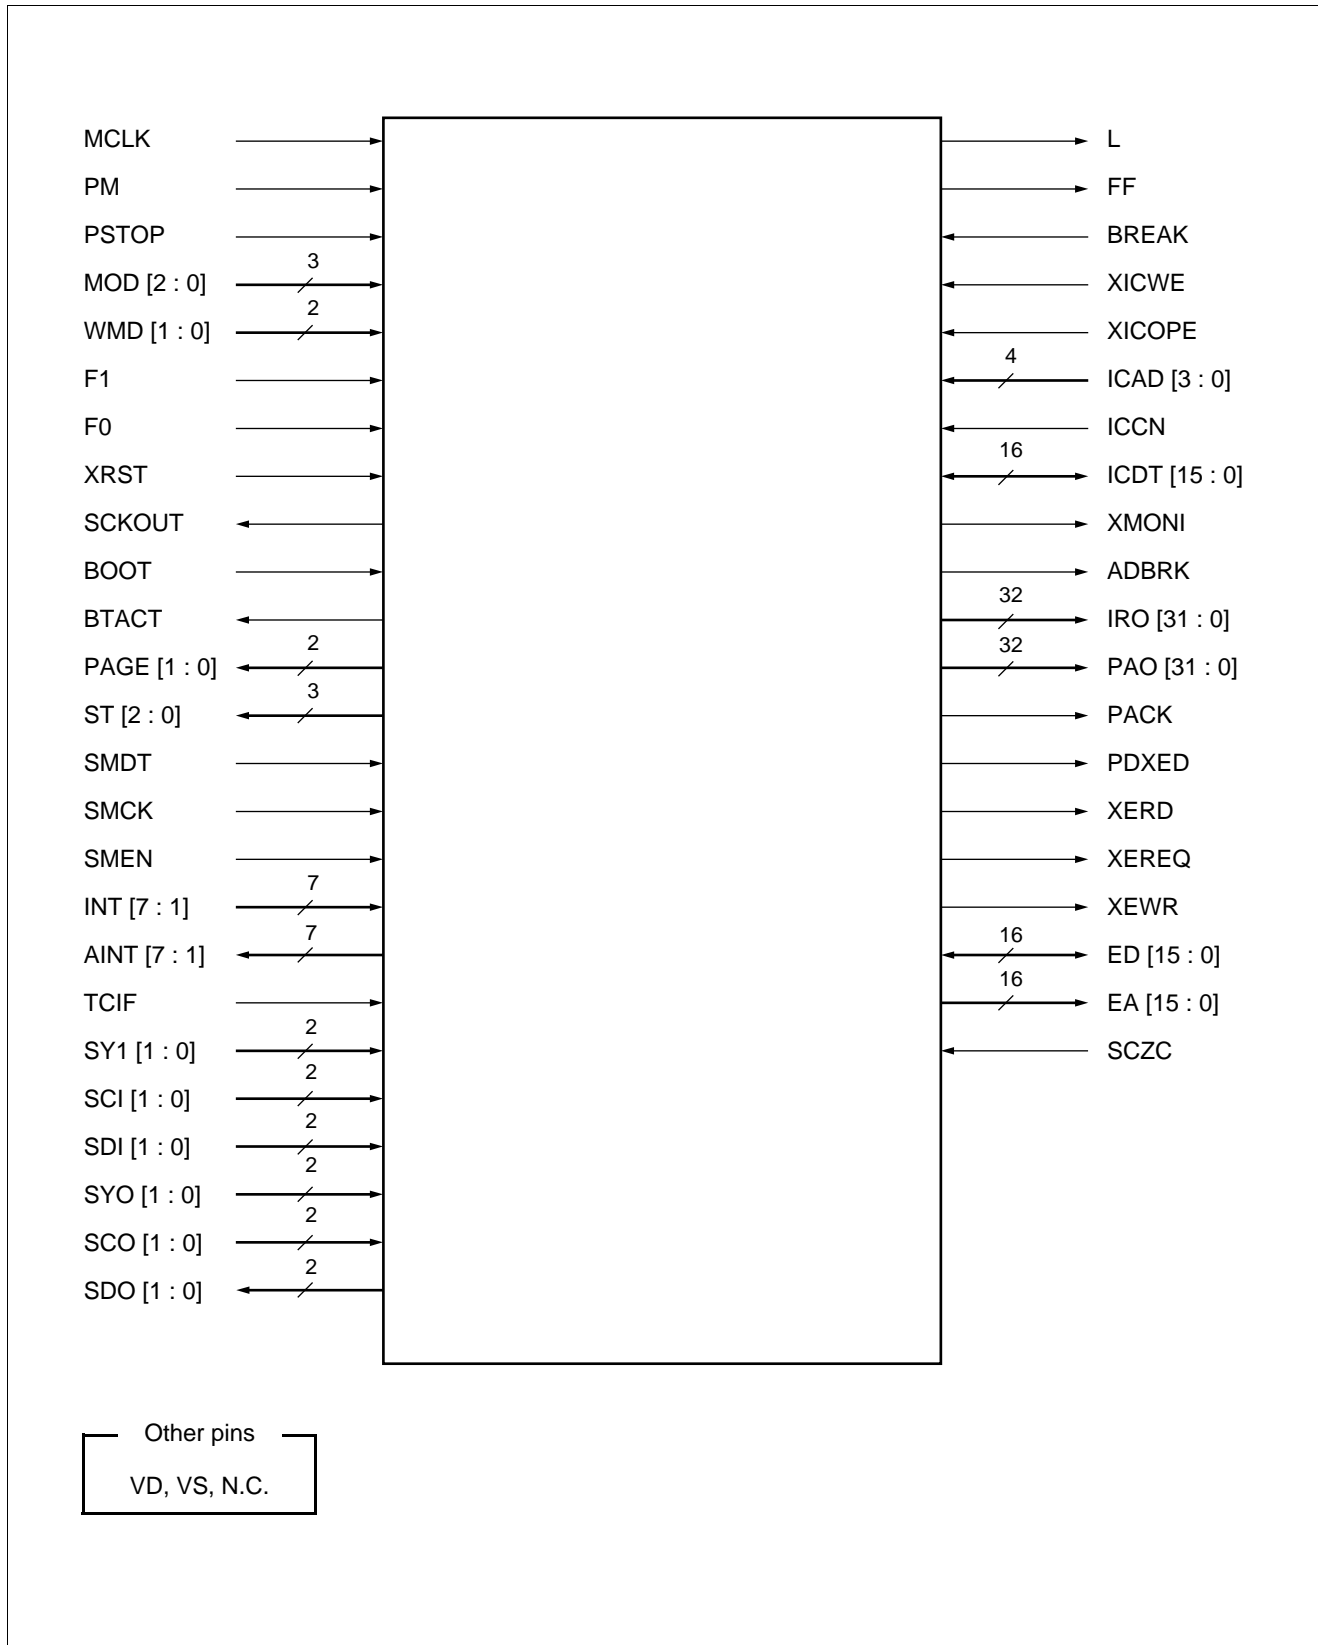 MCLK
PM
PSTOP
3
MOD [2 : 0]
2
WMD [1 : 0]
F1
F0
XRST
SCKOUT
BOOT
BTACT
2
PAGE [1 : 0]
3
ST [2 : 0]
SMDT
SMCK
SMEN
7
INT [7 : 1]
7
AINT [7 : 1]
TCIF
2
SY1 [1 : 0]
2
SCI [1 : 0]
2
SDI [1 : 0]
2
SYO [1 : 0]
2
SCO [1 : 0]
2
SDO [1 : 0]
L
FF
BREAK
XICWE
XICOPE
4
ICAD [3 : 0]
ICCN
16
ICDT [15 : 0]
XMONI
ADBRK
32
IRO [31 : 0]
32
PAO [31 : 0]
PACK
PDXED
XERD
XEREQ
XEWR
16
ED [15 : 0]
16
EA [15 : 0]
SCZC
Other pins
VD, VS, N.C.